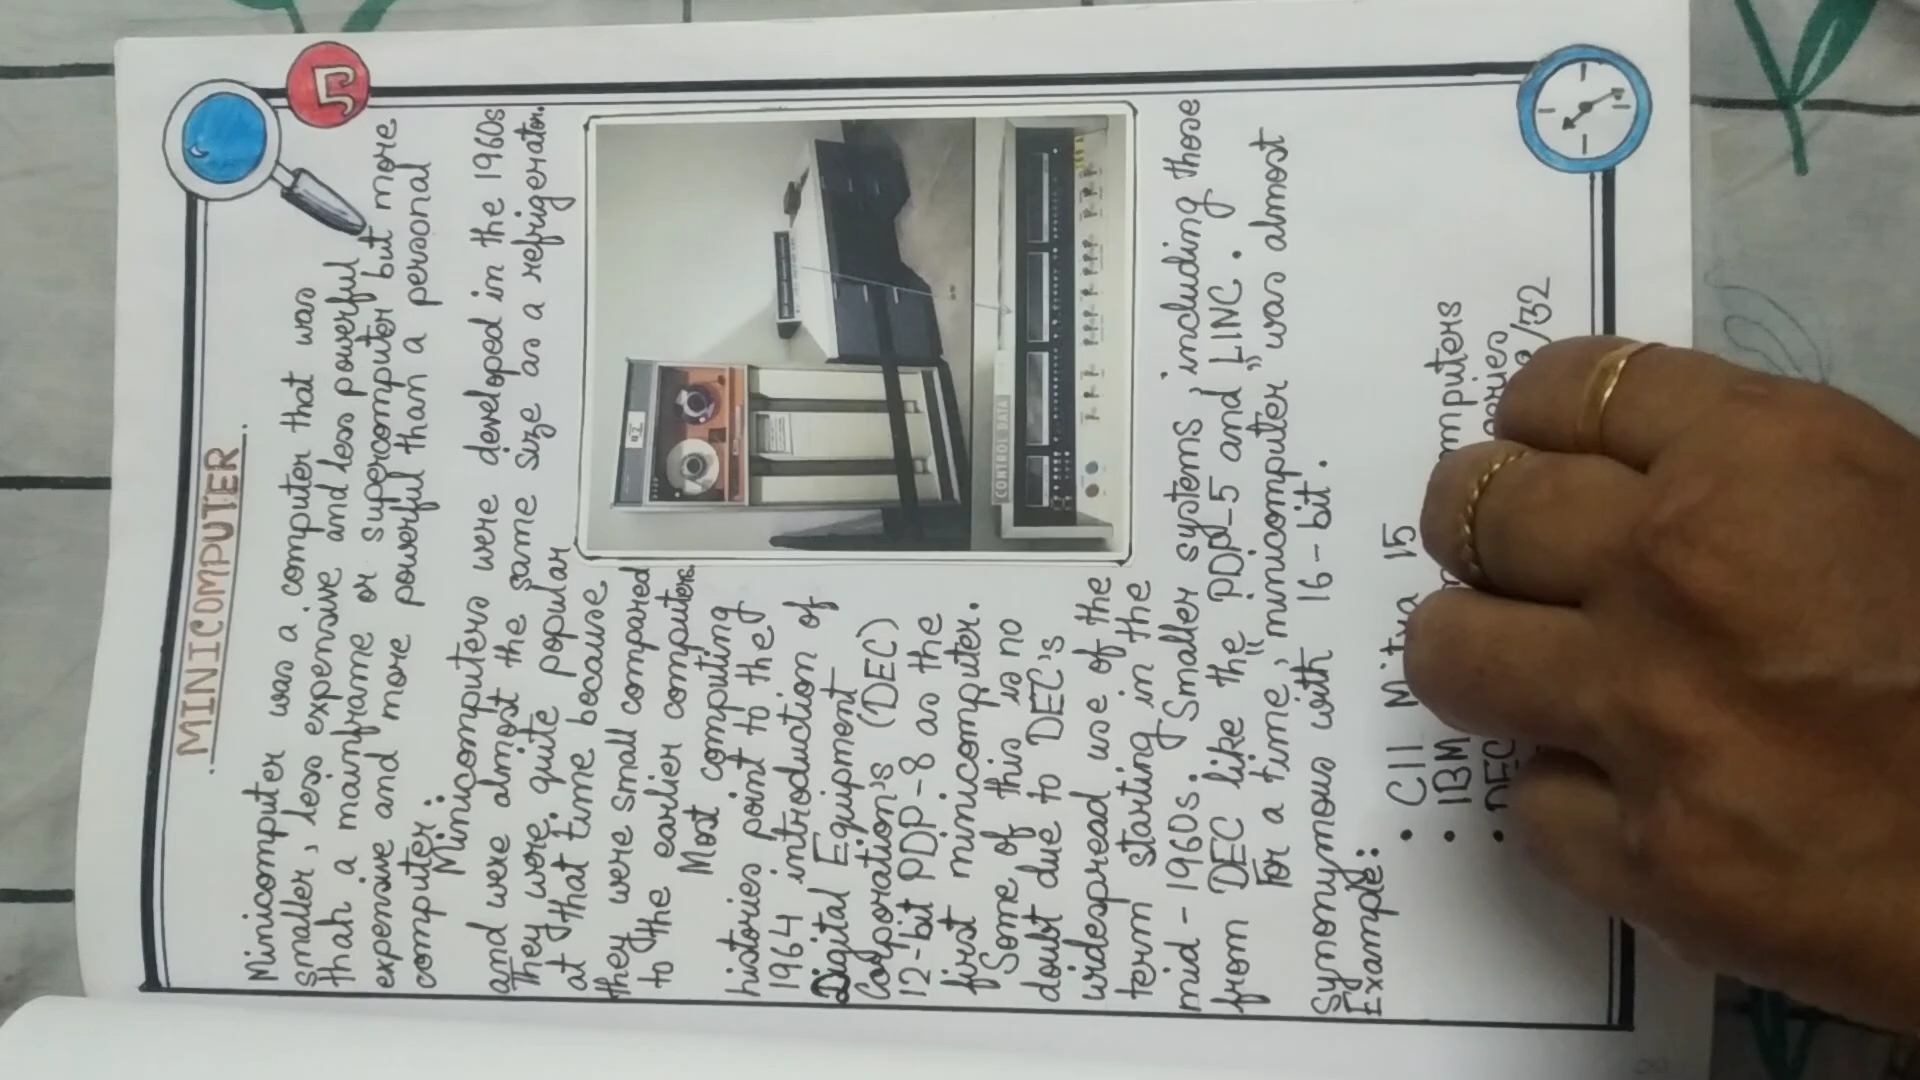 5
MINICOMPUTER
Minicomputer was a computer that was
smaller, less expensive and less powerful
than a mainframe or supercomputer but more
expensive and more powerful than a personal
computer.
Minicomputers were developed in the 1960s
and were almost the same size as a refrigerator.
They were quite popular
at that time because
they were small compared
to the earlier computers.
Most computing
histories point to the
1964 introduction of
Digital Equipment
Corporation's (DEC)
12-bit PDP-8 as the
first minicomputer.
Some of this is no
doubt due to DEC's
widespread use of the
term starting in the
CONTROL DATA
mid-1960s. Smaller systems, including those
from DEC like the PDP-5 and LINC.
For a time, "minicomputer" was almost
Synonymous with 16-bit.
Example:
• CII Mitra 15
• IBM
• DEC
/32